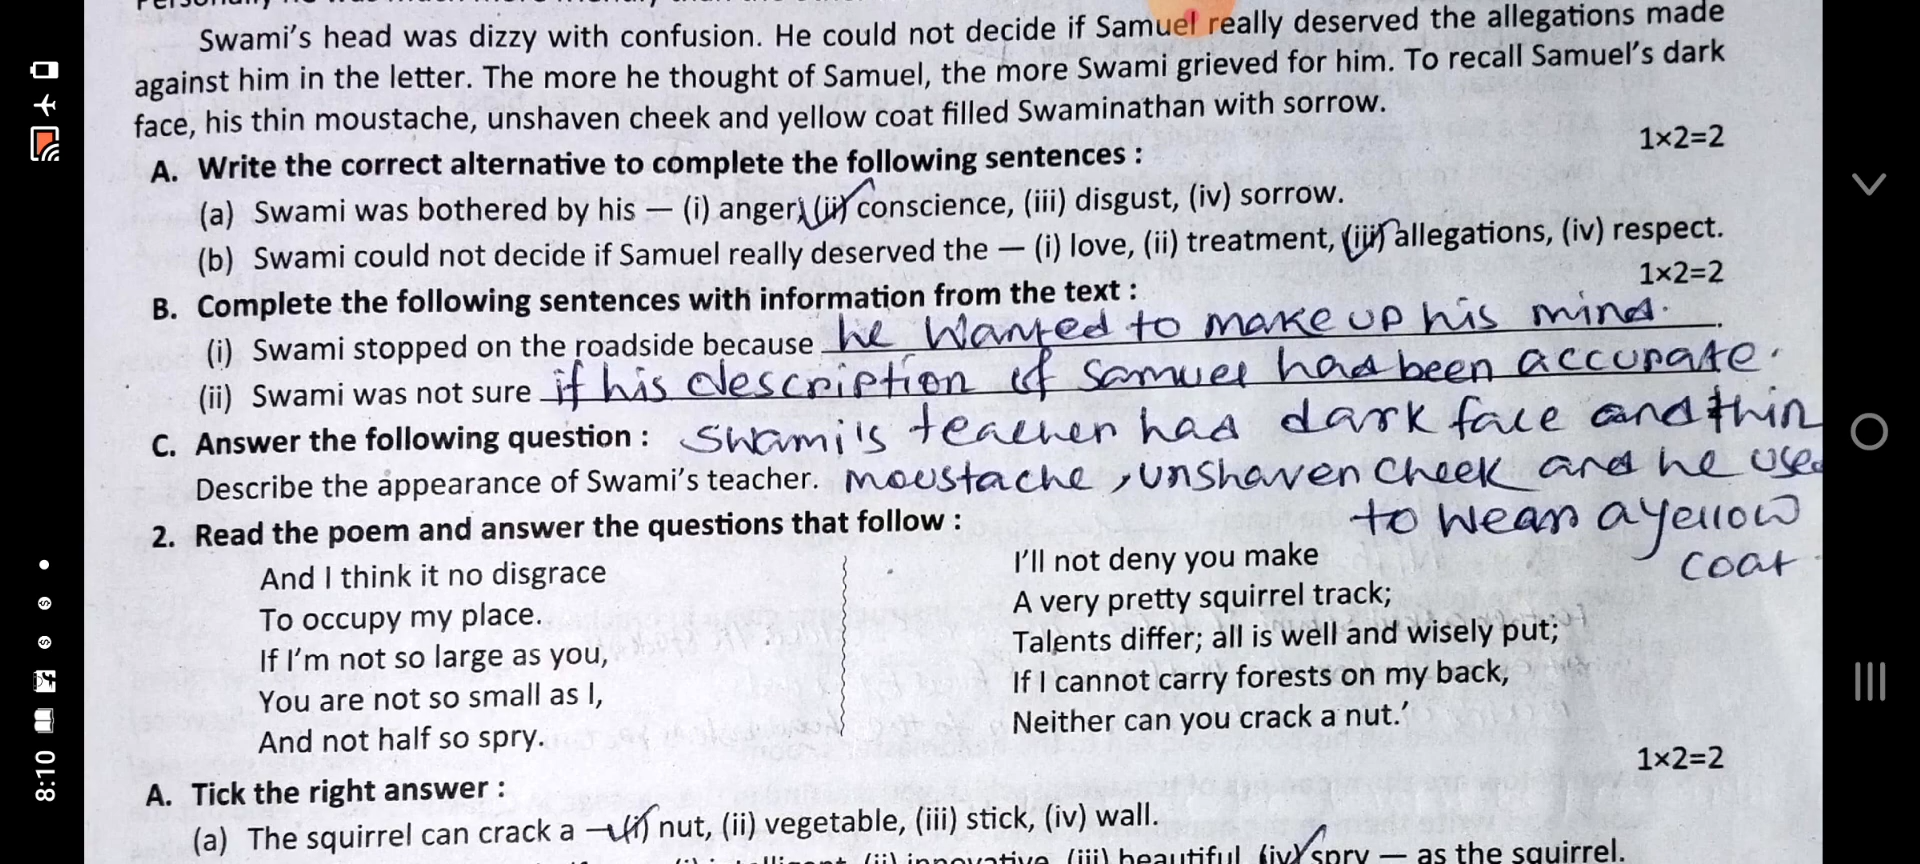 Swami's head was dizzy with confusion. He could not decide if Samuel really deserved the allegations made
against him in the letter. The more he thought of Samuel, the more Swami grieved for him. To recall Samuel's dark
face, his thin moustache, unshaven cheek and yellow coat filled Swaminathan with sorrow.
A. Write the correct alternative to complete the following sentences : 1×2=2
(a) Swami was bothered by his — (i) anger, (ii) conscience, (iii) disgust, (iv) sorrow.
(b) Swami could not decide if Samuel really deserved the — (i) love, (ii) treatment, (iii) allegations, (iv) respect.
B. Complete the following sentences with information from the text : 1×2=2
(i) Swami stopped on the roadside because he wanted to make up his mind.
(ii) Swami was not sure if his description of Samuel had been accurate.
C. Answer the following question : Swami's teacher had dark face and thin
Describe the appearance of Swami's teacher. moustache, unshaven cheek and he used
to wear a yellow
coat
2. Read the poem and answer the questions that follow :
And I think it no disgrace
To occupy my place.
If I'm not so large as you,
You are not so small as I,
And not half so spry.
I'll not deny you make
A very pretty squirrel track;
Talents differ; all is well and wisely put;
If I cannot carry forests on my back,
Neither can you crack a nut.'
A. Tick the right answer : 1×2=2
(a) The squirrel can crack a — (i) nut, (ii) vegetable, (iii) stick, (iv) wall.
(ii) innovative, (iii) beautiful, (iv) spry — as the squirrel.
8:10